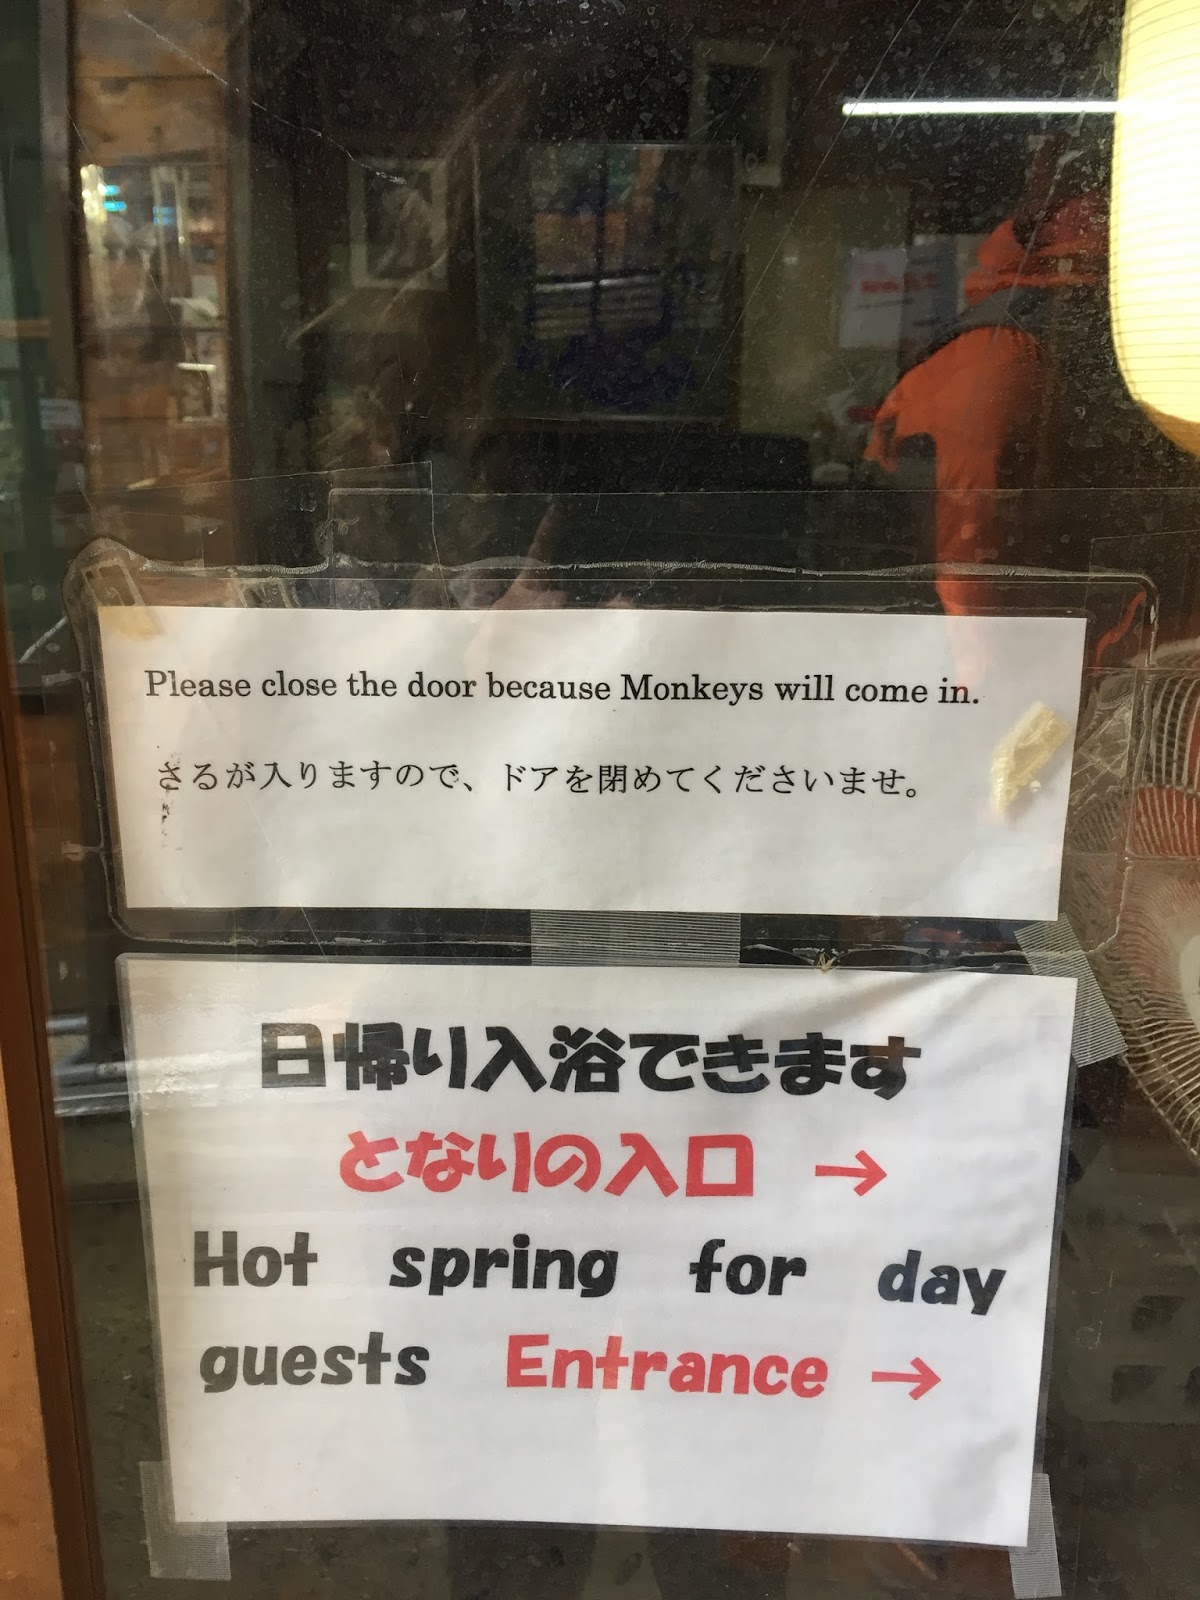 Please close the door because Monkeys will come in.
さるが入りますので、ドアを閉めてくださいませ。
日帰り入浴できます
となりの入口 →
Hot spring for day
guests Entrance →